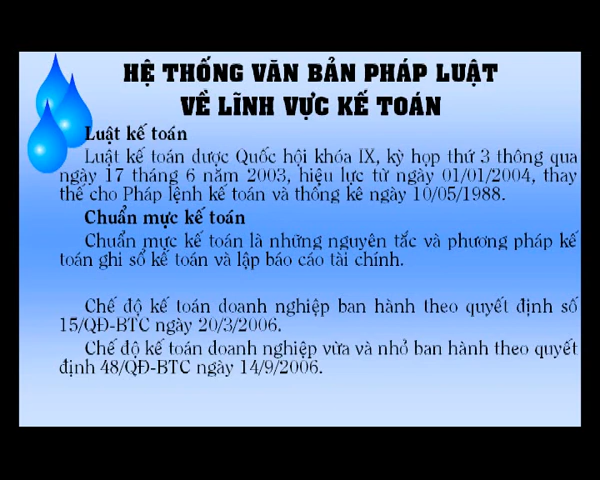 HỆ THỐNG VĂN BẢN PHÁP LUẬT
VỀ LĨNH VỰC KẾ TOÁN
Luật kế toán
Luật kế toán được Quốc hội khóa IX, kỳ họp thứ 3 thông qua
ngày 17 tháng 6 năm 2003, hiệu lực từ ngày 01/01/2004, thay
thế cho Pháp lệnh kế toán và thống kê ngày 10/05/1988.
Chuẩn mực kế toán
Chuẩn mực kế toán là những nguyên tắc và phương pháp kế
toán ghi sổ kế toán và lập báo cáo tài chính.
Chế độ kế toán doanh nghiệp ban hành theo quyết định số
15/QĐ-BTC ngày 20/3/2006.
Chế độ kế toán doanh nghiệp vừa và nhỏ ban hành theo quyết
định 48/QĐ-BTC ngày 14/9/2006.